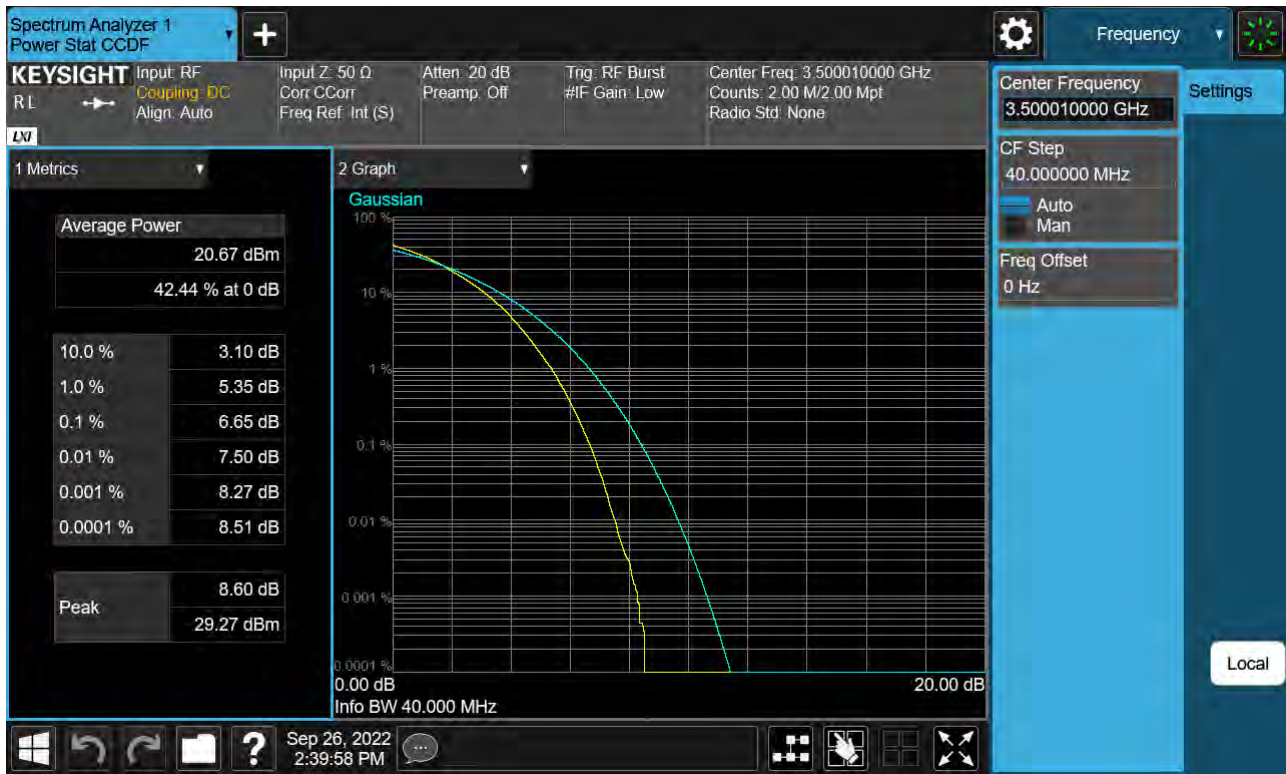 Spectrum Analyzer 1
Power Stat CCDF
Frequency
KEYSIGHT
R L
LXI
Input: RF
Coupling: DC
Align: Auto
Input Z: 50 Ω
Corr CCorr
Freq Ref: Int (S)
Atten: 20 dB
Preamp: Off
Trig: RF Burst
#IF Gain: Low
Center Freq: 3.500010000 GHz
Counts: 2.00 M/2.00 Mpt
Radio Std: None
Center Frequency
3.500010000 GHz
Settings
CF Step
40.000000 MHz
Auto
Man
Freq Offset
0 Hz
1 Metrics
Average Power
20.67 dBm
42.44 % at 0 dB
10.0 % 3.10 dB
1.0 % 5.35 dB
0.1 % 6.65 dB
0.01 % 7.50 dB
0.001 % 8.27 dB
0.0001 % 8.51 dB
Peak
8.60 dB
29.27 dBm
2 Graph
Gaussian
100 %
10 %
1 %
0.1 %
0.01 %
0.001 %
0.0001 %
0.00 dB 20.00 dB
Info BW 40.000 MHz
Local
?
Sep 26, 2022
2:39:58 PM